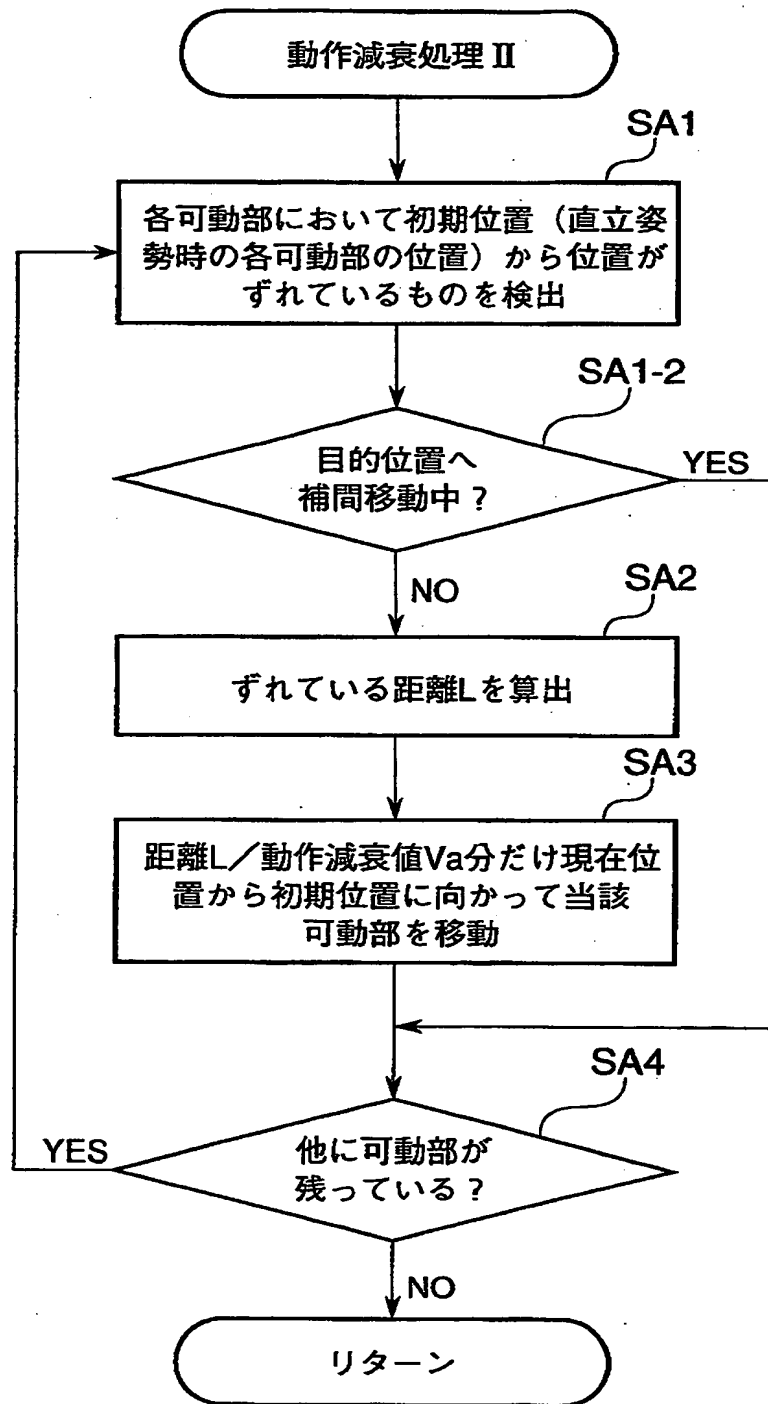 動作減衰処理Ⅱ
SA1
各可動部において初期位置（直立姿
勢時の各可動部の位置）から位置が
ずれているものを検出
SA1-2
目的位置へ
補間移動中？
YES
NO
SA2
ずれている距離Lを算出
SA3
距離L／動作減衰値Va分だけ現在位
置から初期位置に向かって当該
可動部を移動
SA4
他に可動部が
残っている？
YES
NO
リターン